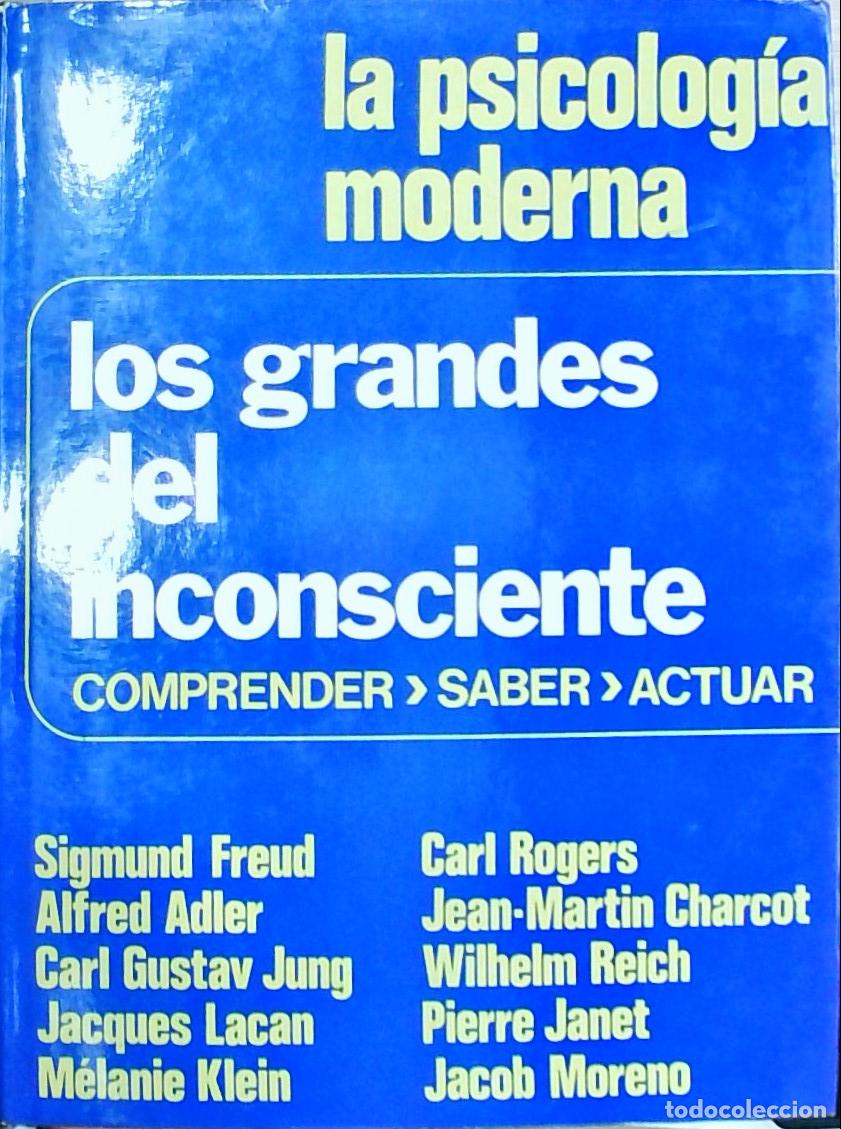 la psicología
moderna
los grandes
del
inconsciente
COMPRENDER › SABER › ACTUAR
Sigmund Freud
Alfred Adler
Carl Gustav Jung
Jacques Lacan
Mélanie Klein
Carl Rogers
Jean-Martin Charcot
Wilhelm Reich
Pierre Janet
Jacob Moreno
todocoleccion